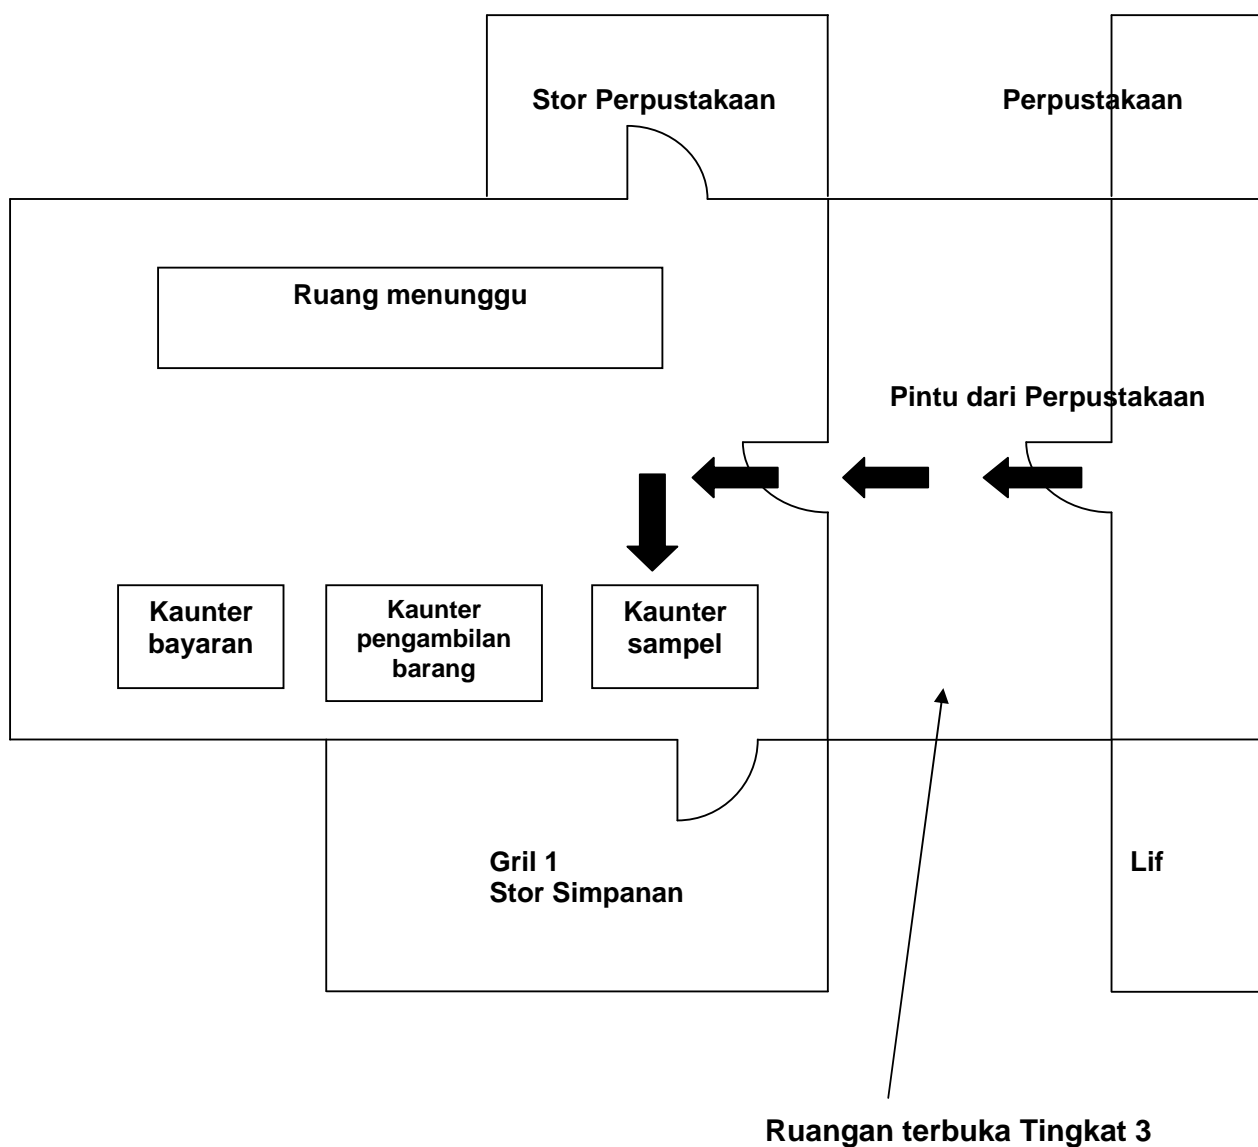 Stor Perpustakaan
Perpustakaan
Ruang menunggu
Pintu dari Perpustakaan
Kaunter
bayaran
Kaunter
pengambilan
barang
Kaunter
sampel
Gril 1
Stor Simpanan
Lif
Ruangan terbuka Tingkat 3